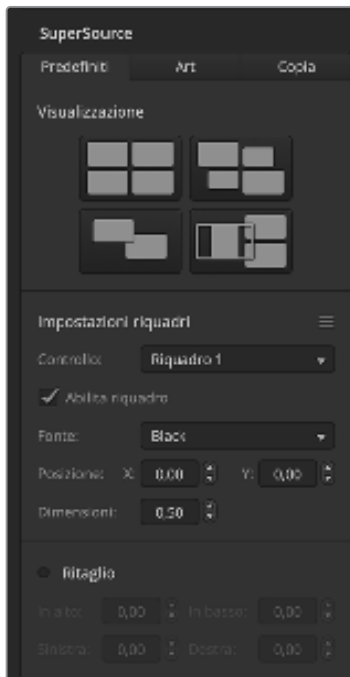 SuperSource
Predefiniti Art Copia
Visualizzazione
Impostazioni riquadri
Controllo: Riquadro 1
Abilita riquadro
Fonte: Black
Posizione: X: 0,00 Y: 0,00
Dimensioni: 0,50
Ritaglio
In alto: 0,00 In basso: 0,00
Sinistra: 0,00 Destra: 0,00